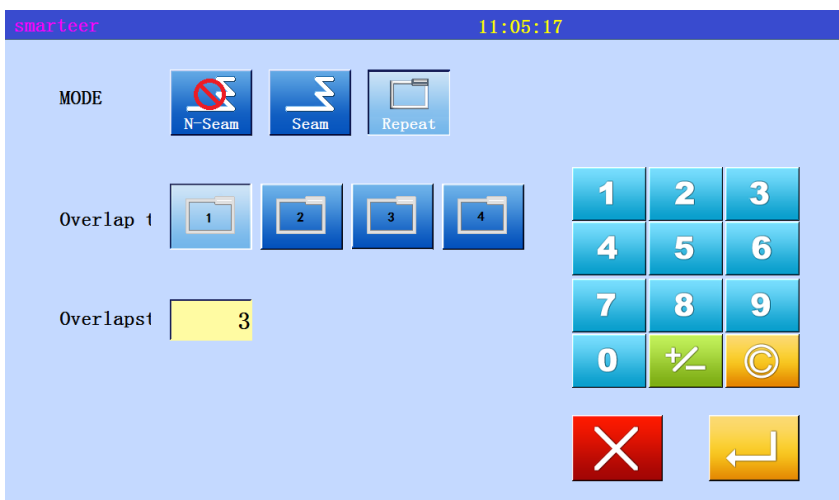 smarteer 11:05:17
MODE
N-Seam Seam Repeat
Overlap t 1 2 3 4
Overlapst 3
1 2 3
4 5 6
7 8 9
0 +/− ©